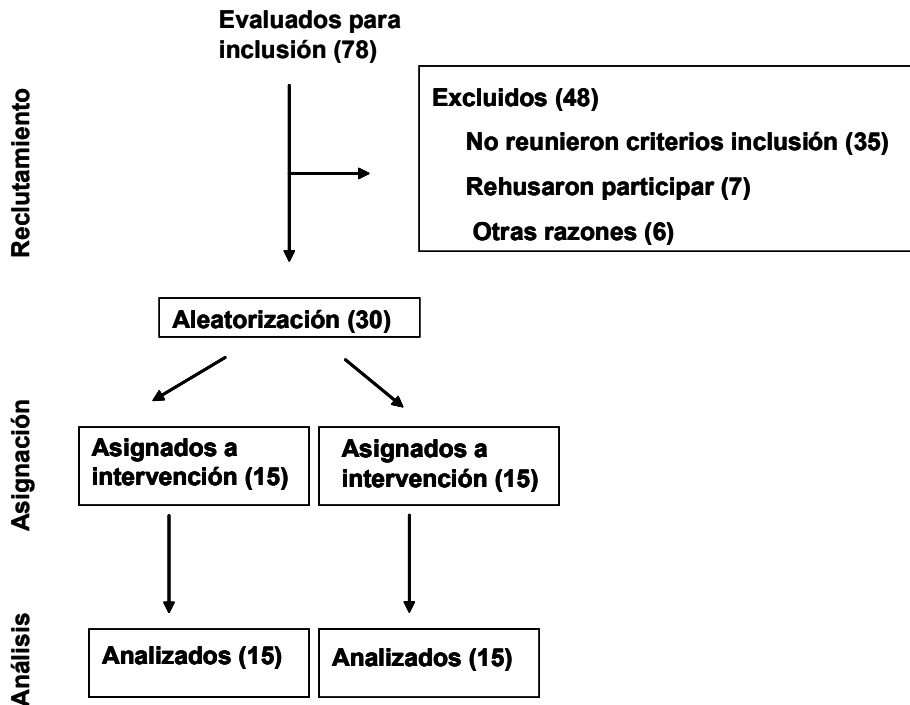 Evaluados para
inclusión (78)
Reclutamiento
Excluidos (48)
No reunieron criterios inclusión (35)
Rehusaron participar (7)
Otras razones (6)
Aleatorización (30)
Asignación
Asignados a
intervención (15)
Asignados a
intervención (15)
Análisis
Analizados (15)
Analizados (15)